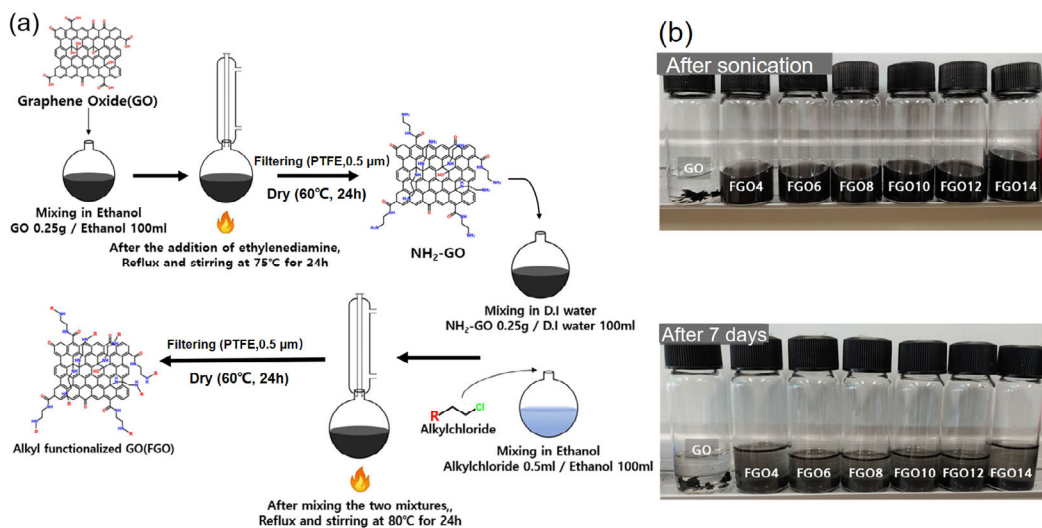 (a)
Graphene Oxide(GO)
Mixing in Ethanol
GO 0.25g / Ethanol 100ml
After the addition of ethylenediamine,
Reflux and stirring at 75℃ for 24h
Filtering (PTFE,0.5 μm)
Dry (60℃, 24h)
NH₂-GO
Mixing in D.I water
NH₂-GO 0.25g / D.I water 100ml
R
Cl
Alkylchloride
Mixing in Ethanol
Alkylchloride 0.5ml / Ethanol 100ml
After mixing the two mixtures,,
Reflux and stirring at 80℃ for 24h
Filtering (PTFE,0.5 μm)
Dry (60℃, 24h)
Alkyl functionalized GO(FGO)
(b)
After sonication
GO
FGO4
FGO6
FGO8
FGO10
FGO12
FGO14
After 7 days
GO
FGO4
FGO6
FGO8
FGO10
FGO12
FGO14